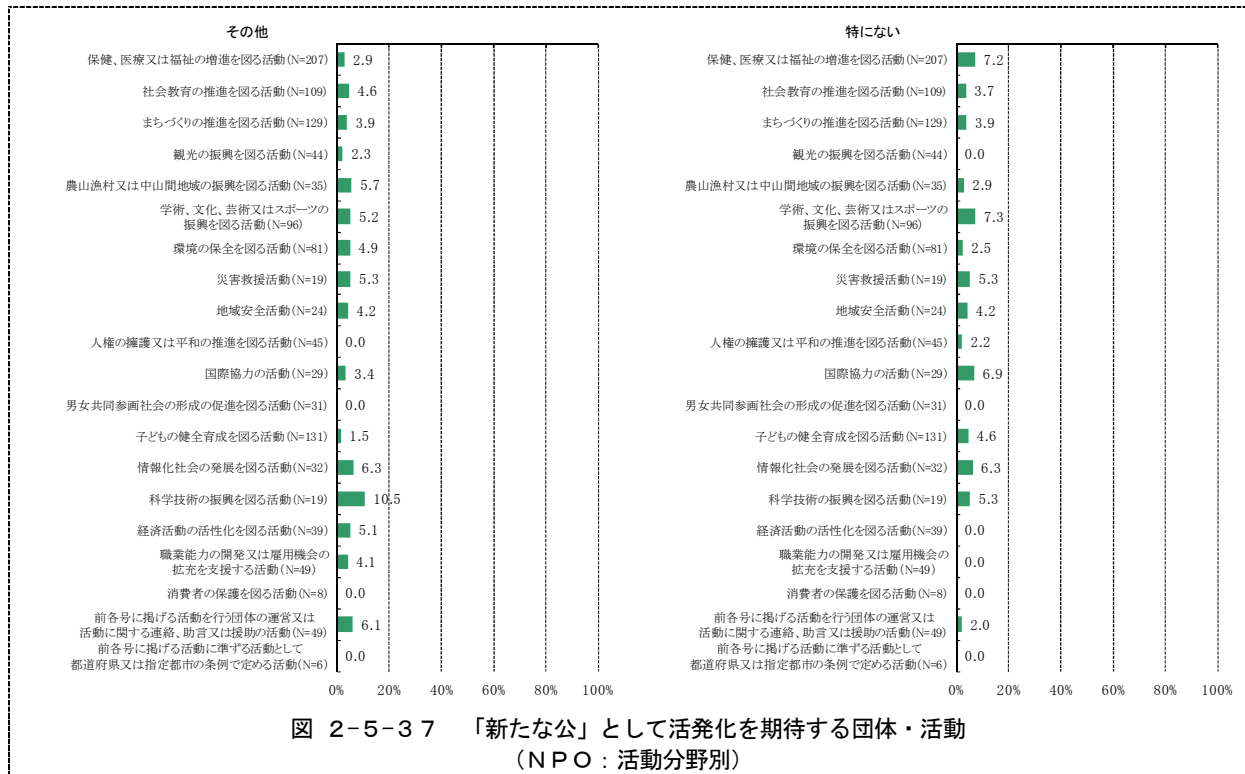 その他
保健、医療又は福祉の増進を図る活動(N=207)
2.9
社会教育の推進を図る活動(N=109)
4.6
まちづくりの推進を図る活動(N=129)
3.9
観光の振興を図る活動(N=44)
2.3
農山漁村又は中山間地域の振興を図る活動(N=35)
5.7
学術、文化、芸術又はスポーツの
振興を図る活動(N=96)
5.2
環境の保全を図る活動(N=81)
4.9
災害救援活動(N=19)
5.3
地域安全活動(N=24)
4.2
人権の擁護又は平和の推進を図る活動(N=45)
0.0
国際協力の活動(N=29)
3.4
男女共同参画社会の形成の促進を図る活動(N=31)
0.0
子どもの健全育成を図る活動(N=131)
1.5
情報化社会の発展を図る活動(N=32)
6.3
科学技術の振興を図る活動(N=19)
10.5
経済活動の活性化を図る活動(N=39)
5.1
職業能力の開発又は雇用機会の
拡充を支援する活動(N=49)
4.1
消費者の保護を図る活動(N=8)
0.0
前各号に掲げる活動を行う団体の運営又は
活動に関する連絡、助言又は援助の活動(N=49)
6.1
前各号に掲げる活動に準ずる活動として
都道府県又は指定都市の条例で定める活動(N=6)
0.0
0% 20% 40% 60% 80% 100%
特にない
保健、医療又は福祉の増進を図る活動(N=207)
7.2
社会教育の推進を図る活動(N=109)
3.7
まちづくりの推進を図る活動(N=129)
3.9
観光の振興を図る活動(N=44)
0.0
農山漁村又は中山間地域の振興を図る活動(N=35)
2.9
学術、文化、芸術又はスポーツの
振興を図る活動(N=96)
7.3
環境の保全を図る活動(N=81)
2.5
災害救援活動(N=19)
5.3
地域安全活動(N=24)
4.2
人権の擁護又は平和の推進を図る活動(N=45)
2.2
国際協力の活動(N=29)
6.9
男女共同参画社会の形成の促進を図る活動(N=31)
0.0
子どもの健全育成を図る活動(N=131)
4.6
情報化社会の発展を図る活動(N=32)
6.3
科学技術の振興を図る活動(N=19)
5.3
経済活動の活性化を図る活動(N=39)
0.0
職業能力の開発又は雇用機会の
拡充を支援する活動(N=49)
0.0
消費者の保護を図る活動(N=8)
0.0
前各号に掲げる活動を行う団体の運営又は
活動に関する連絡、助言又は援助の活動(N=49)
2.0
前各号に掲げる活動に準ずる活動として
都道府県又は指定都市の条例で定める活動(N=6)
0.0
0% 20% 40% 60% 80% 100%
図 2-5-37 「新たな公」として活発化を期待する団体・活動
(NPO:活動分野別)